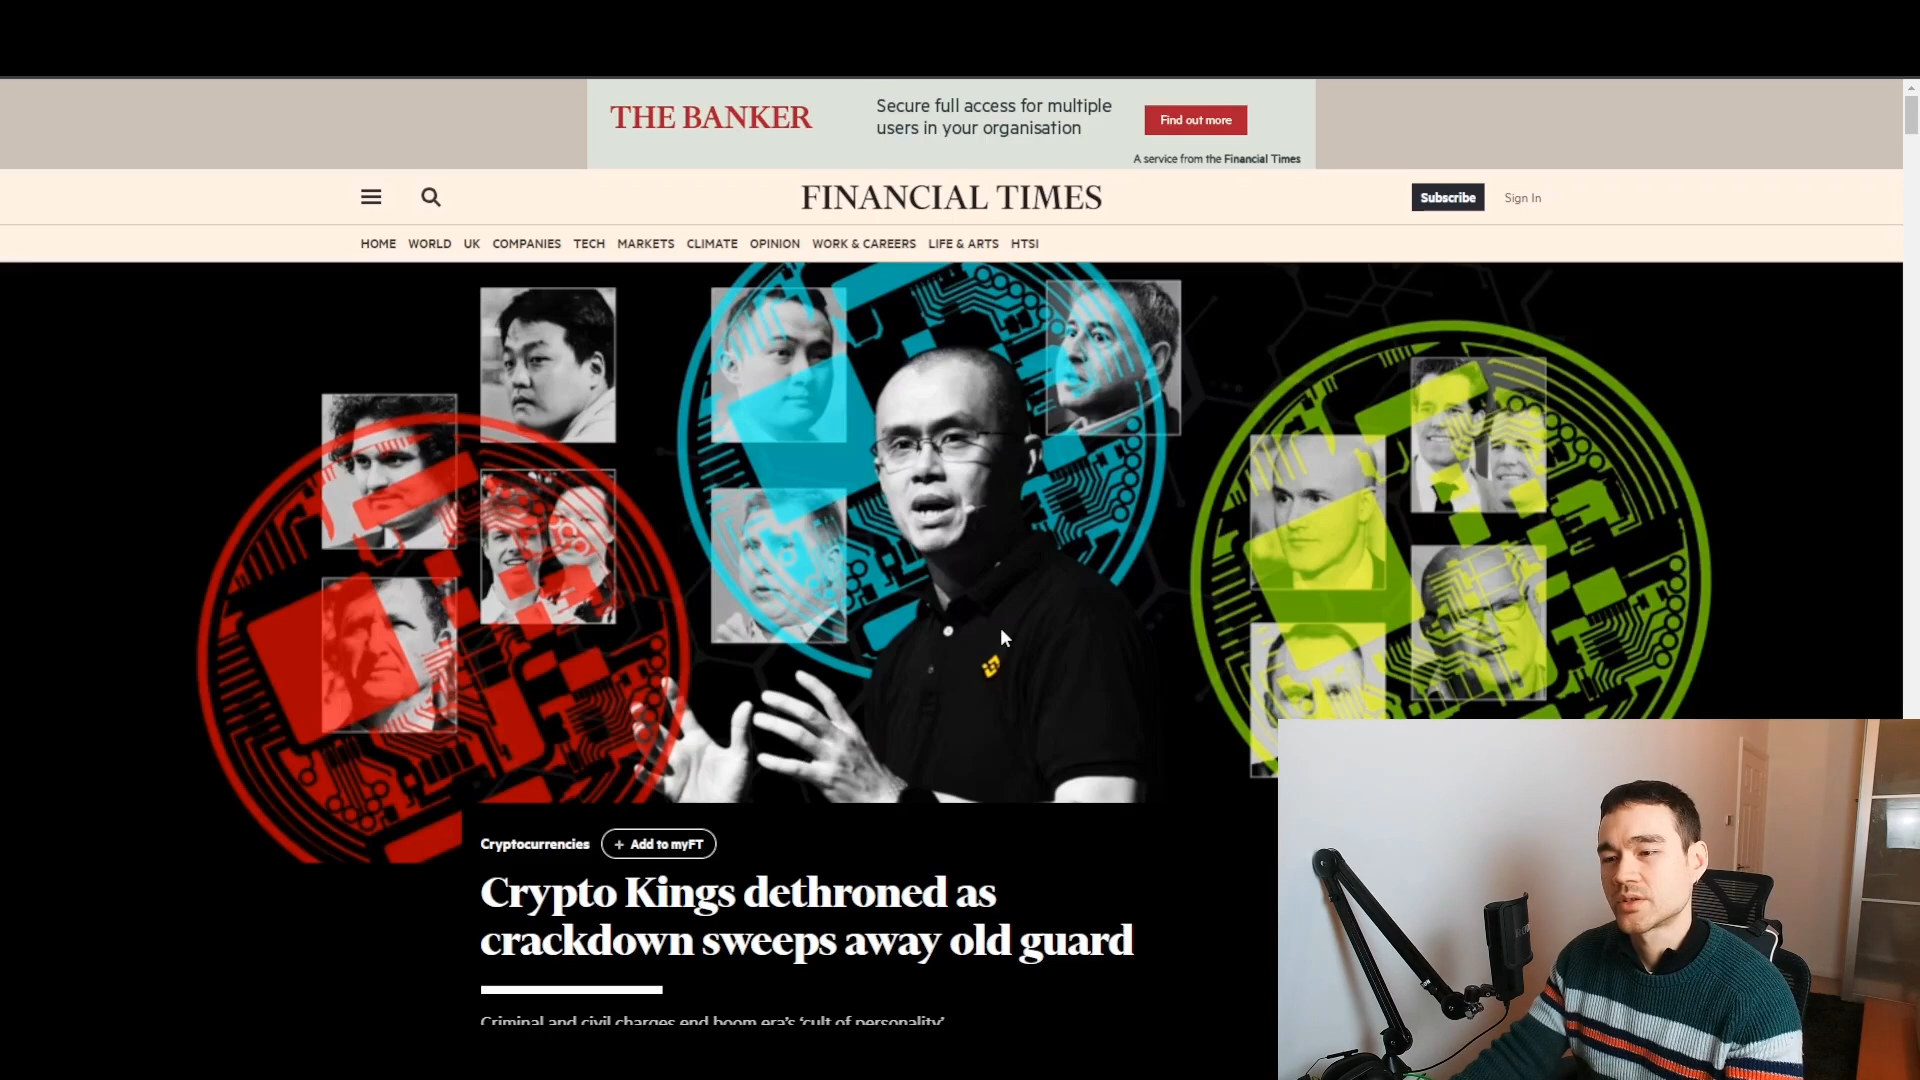 THE BANKER
Secure full access for multiple
users in your organisation
Find out more
A service from the Financial Times
FINANCIAL TIMES
Subscribe
Sign In
HOME WORLD UK COMPANIES TECH MARKETS CLIMATE OPINION WORK & CAREERS LIFE & ARTS HTSI
Cryptocurrencies
+ Add to myFT
Crypto Kings dethroned as
crackdown sweeps away old guard
Criminal and civil charges end boom era's 'cult of personality'